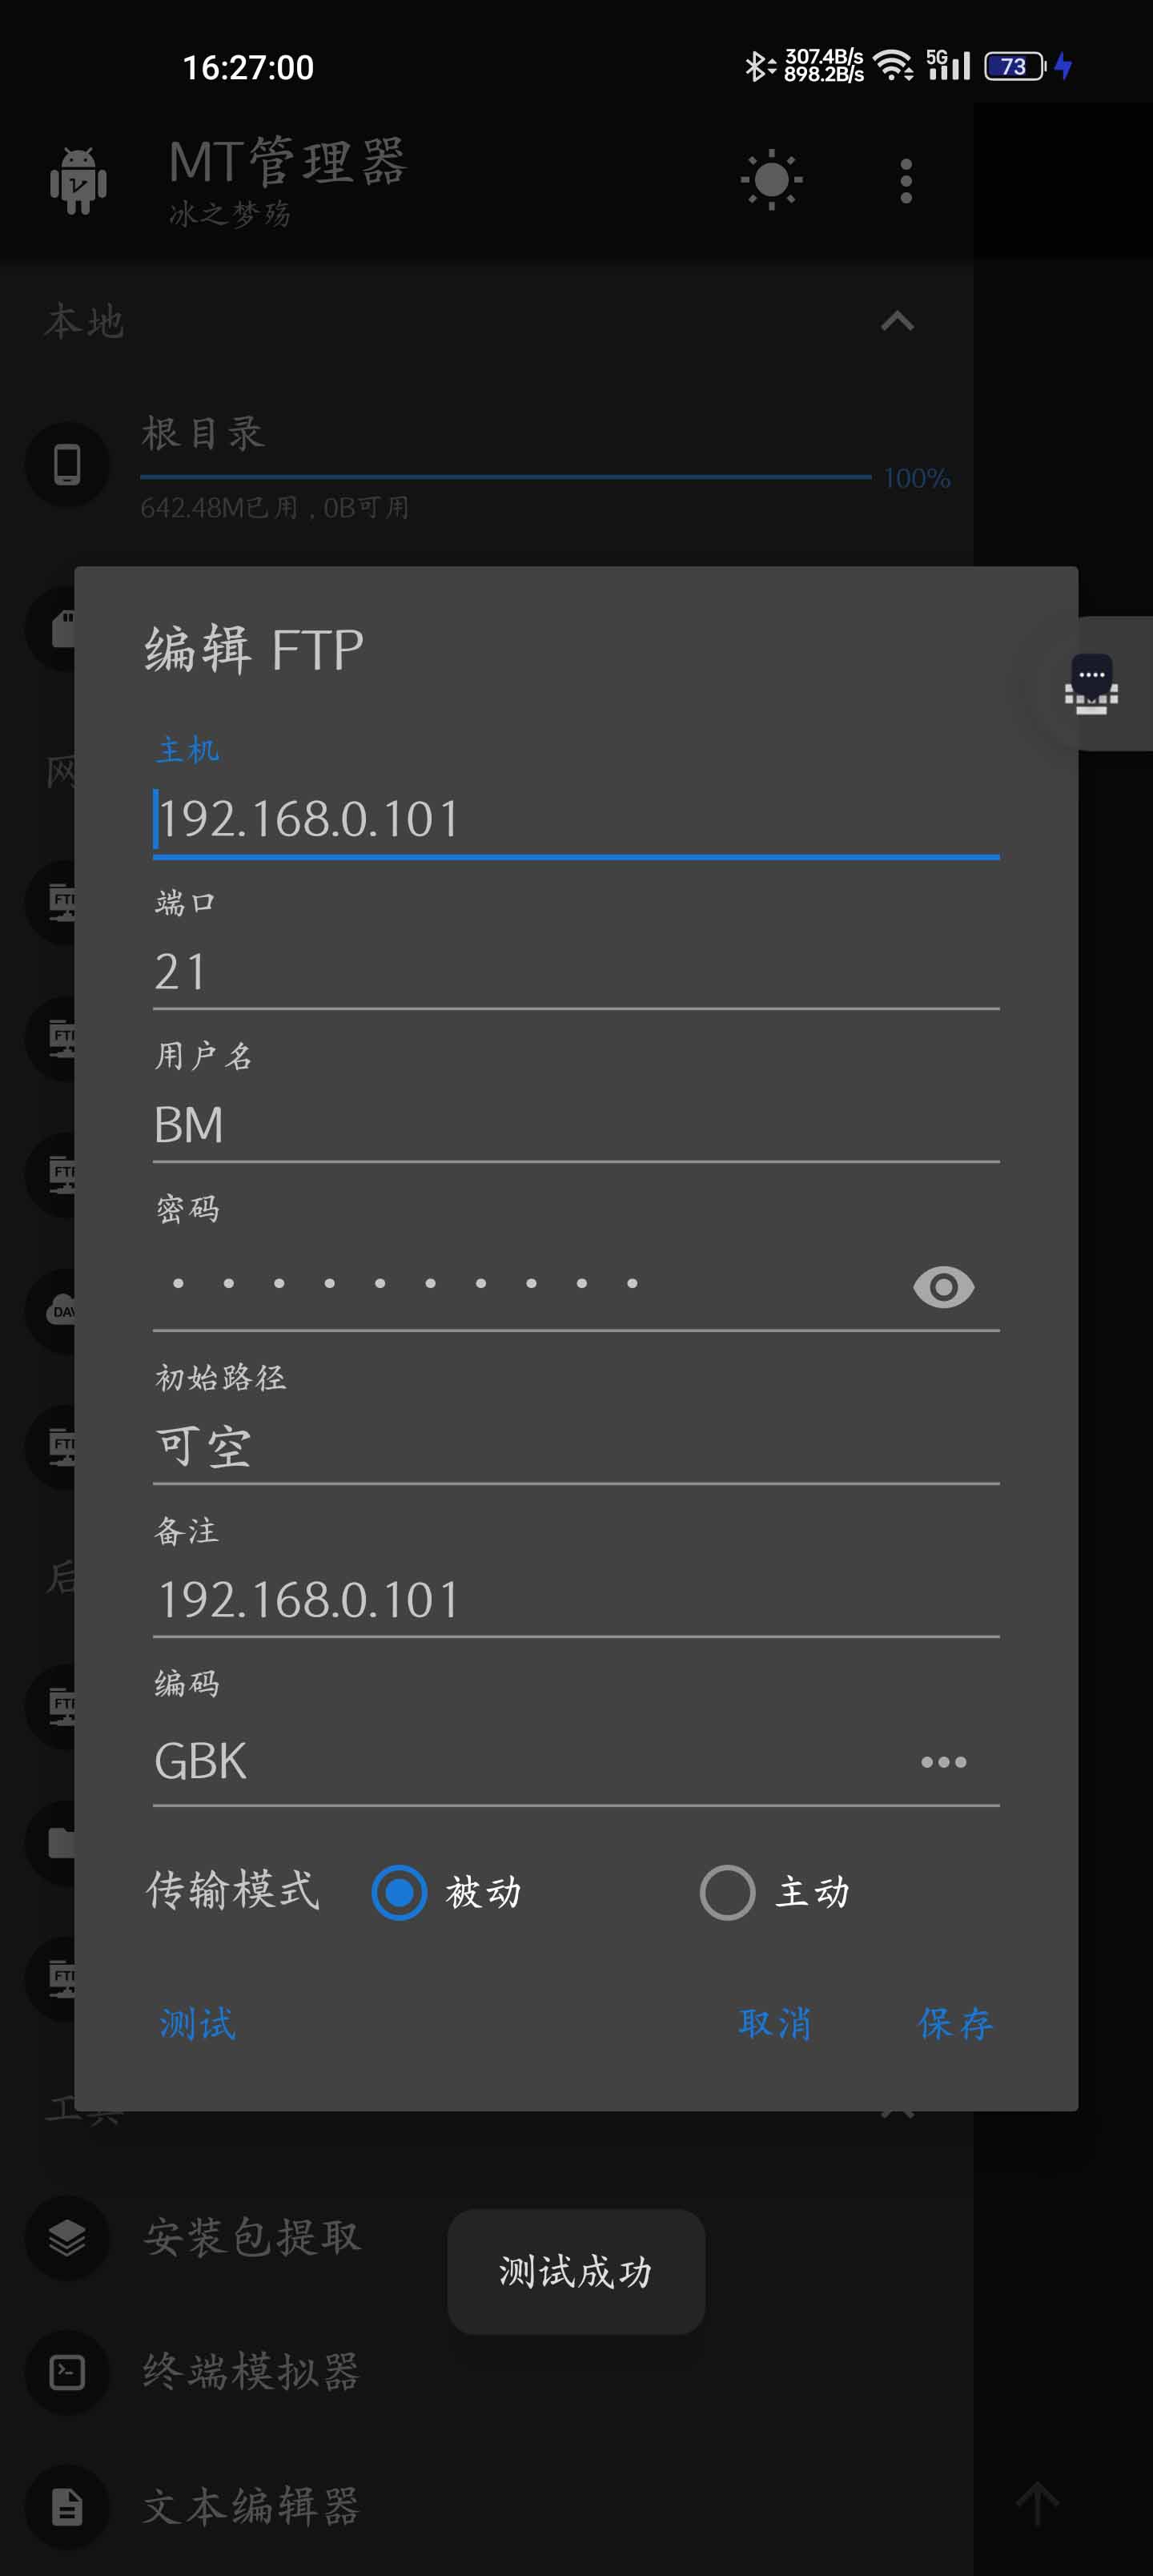 16:27:00
307.4B/s
898.2B/s
5G
73
MT管理器
冰之梦殇
本地
根目录
100%
642.48M已用 , 0B可用
编辑 FTP
主机
192.168.0.101
网
端口
21
用户名
BM
密码
初始路径
可空
备注
192.168.0.101
后
编码
GBK
传输模式
被动
主动
测试
取消
保存
工具
安装包提取
测试成功
终端模拟器
文本编辑器